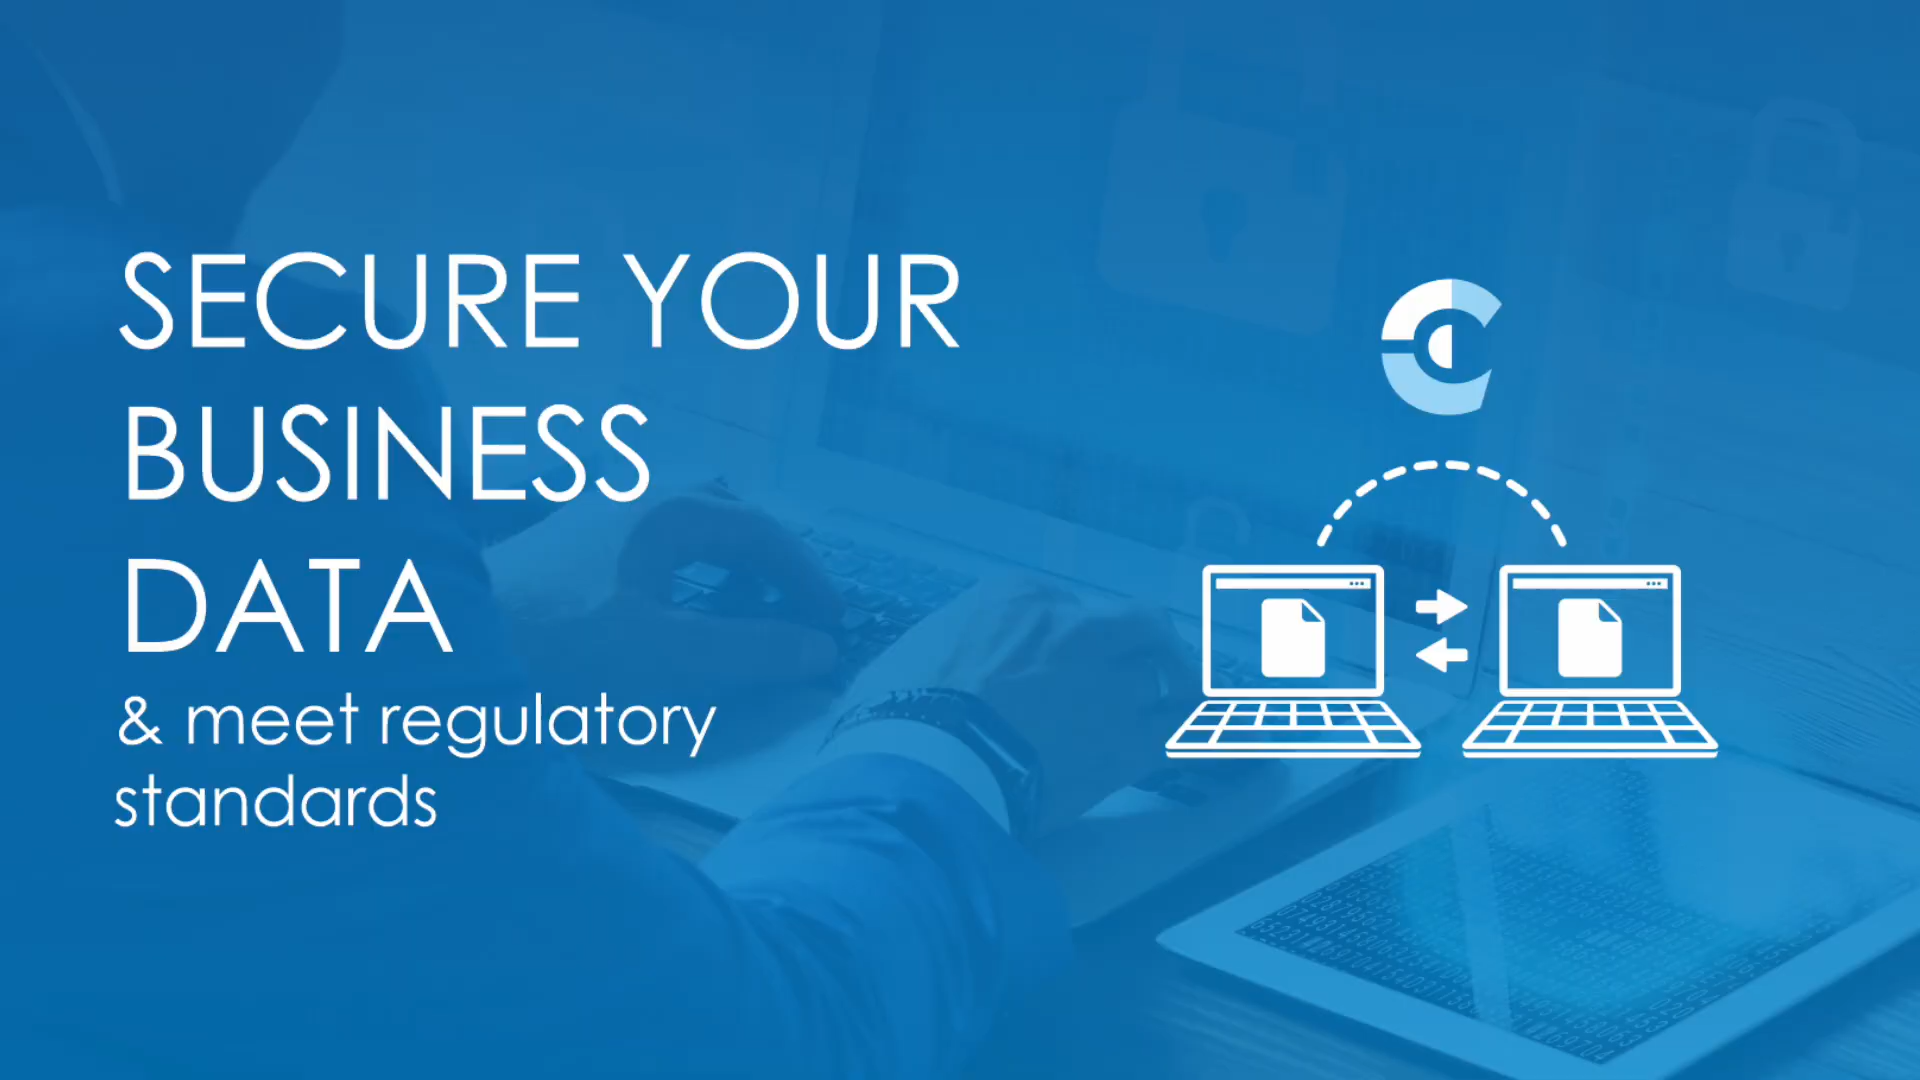 SECURE YOUR
BUSINESS
DATA
& meet regulatory
standards